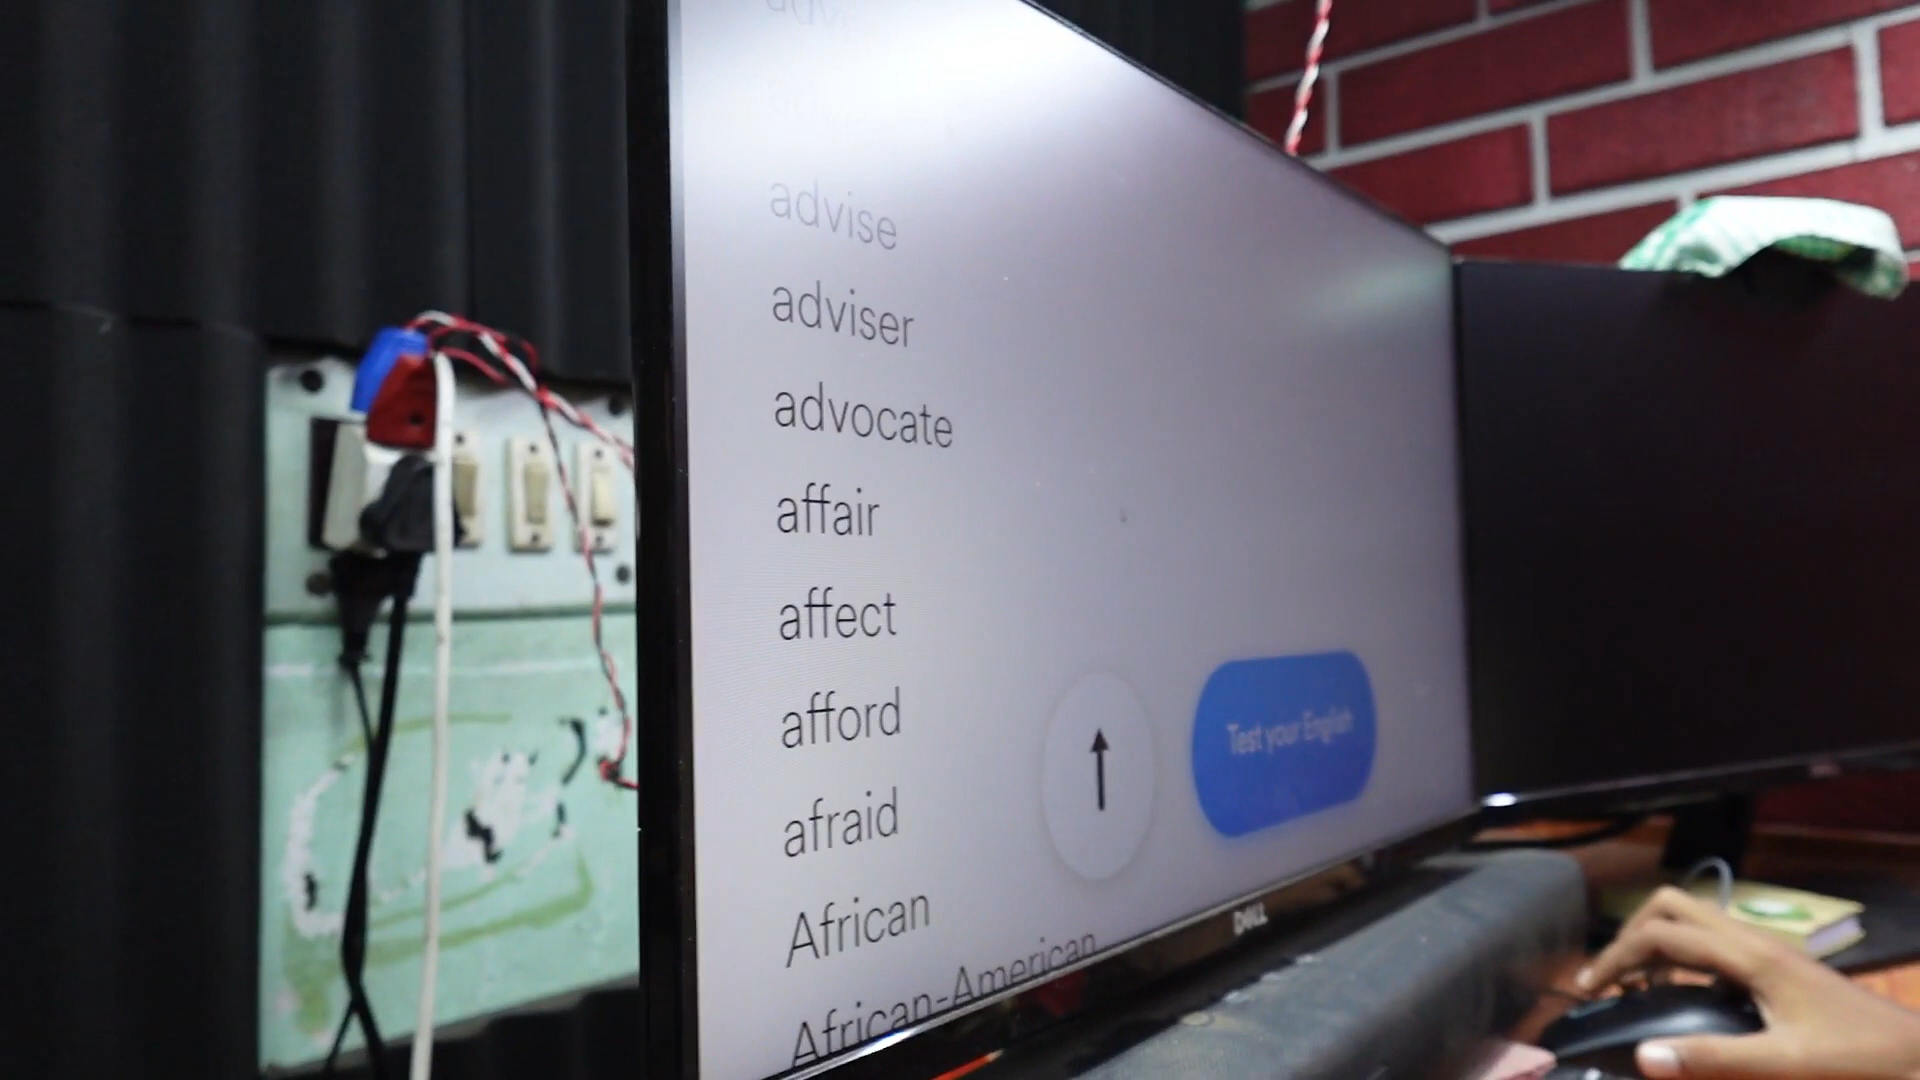 advise
adviser
advocate
affair
affect
afford
afraid
African
African-American
Test your English
DELL